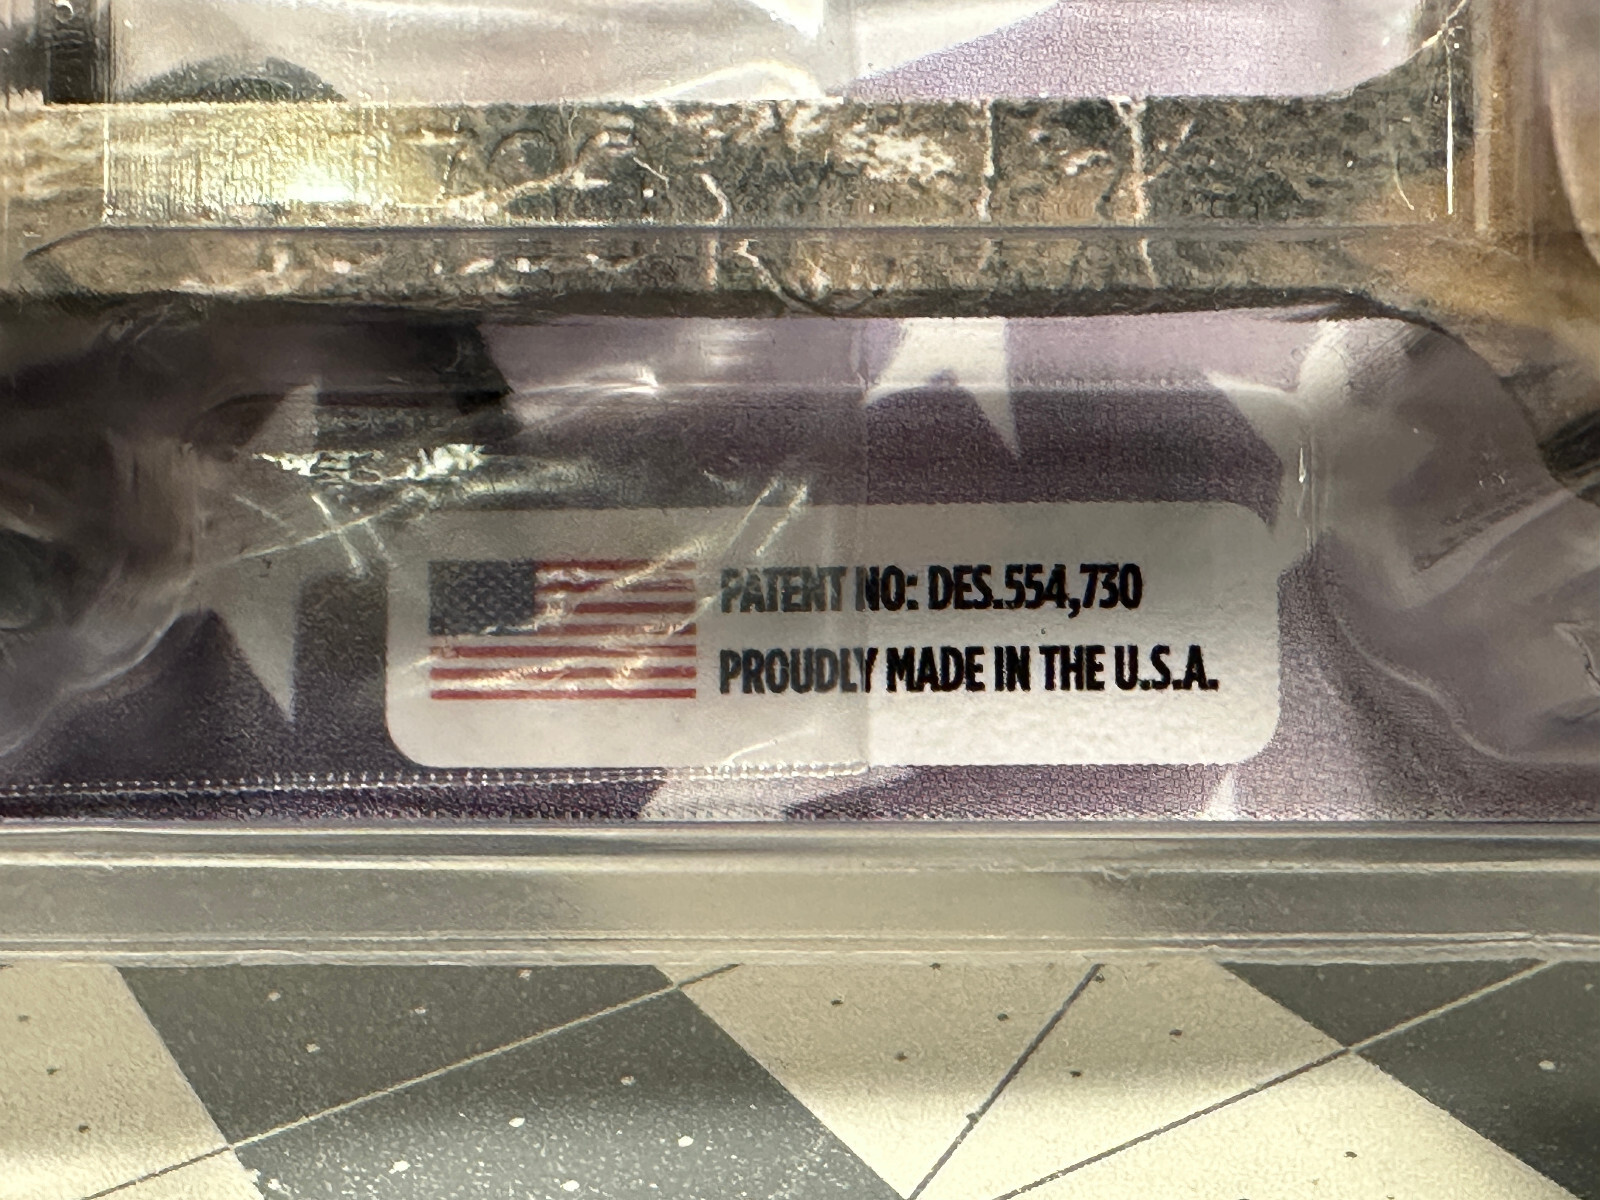 PATENT NO: DES.554,730
PROUDLY MADE IN THE U.S.A.